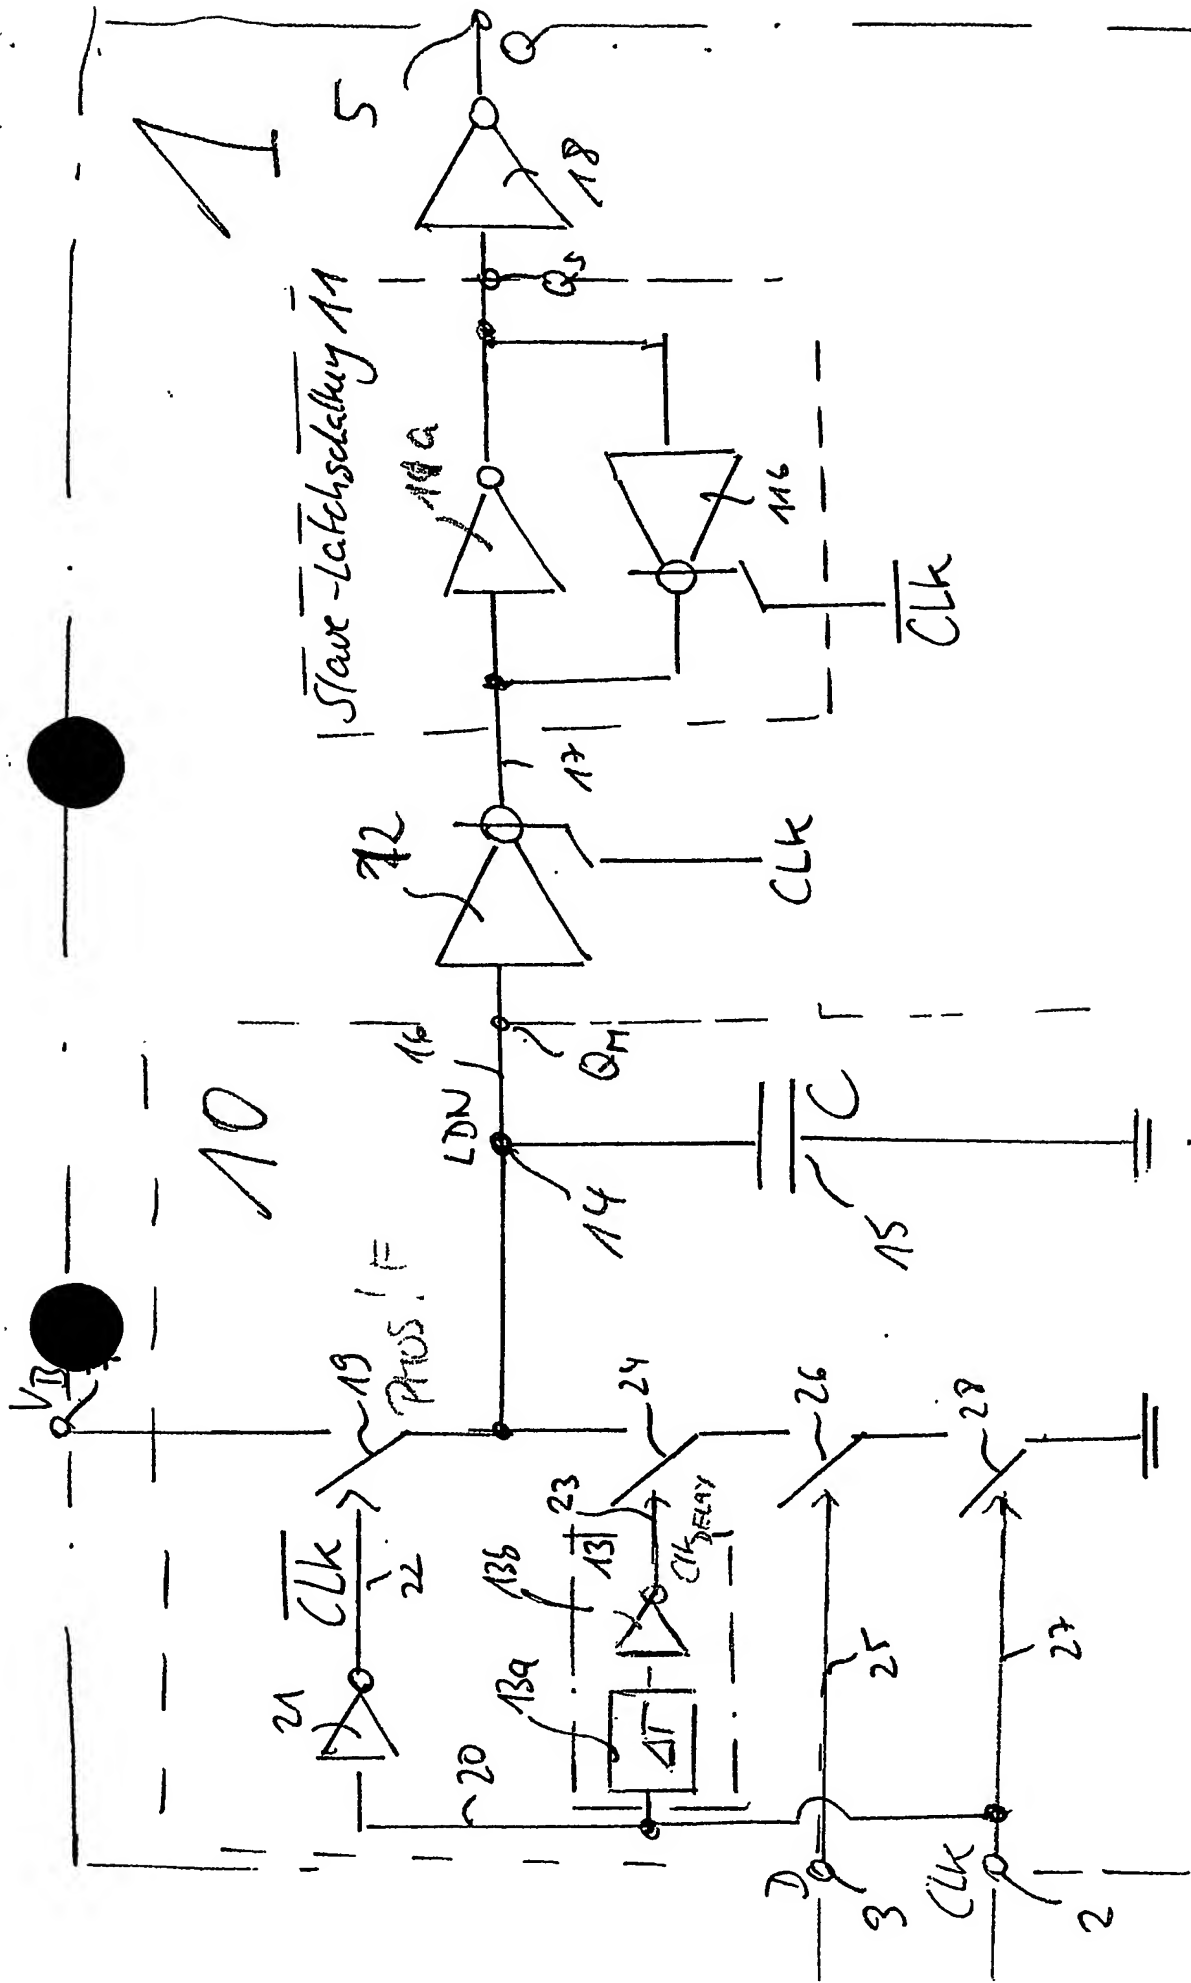 1
5
Q
18
Slave-Latchschaltung 11
QS
11a
11b
CLK
12
17
CLK
10
LDN
16
QM
14
C
15
VB
19
24
26
28
CLK
22
21
13b
13
23
Clk DELAY
13a
ΔT
20
25
27
D
3
CLK
2